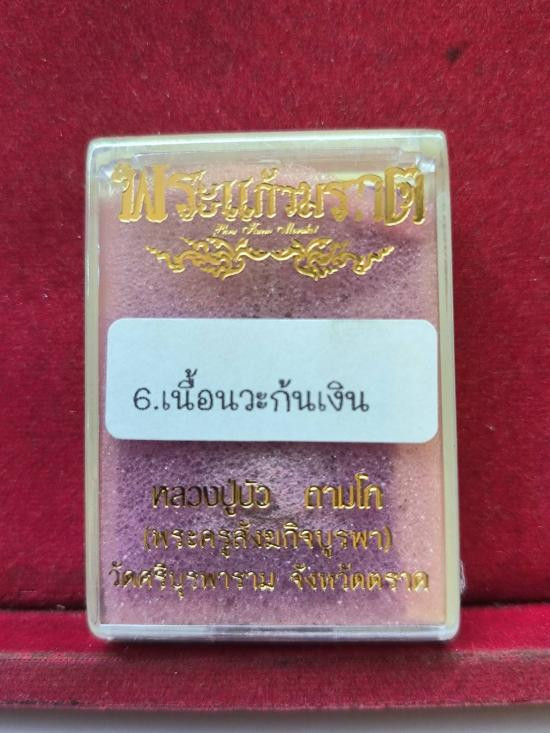 พระแก้วมรกต
Phra Kaew Morakot
6.เนื้อนวะก้นเงิน
หลวงปู่บัว ถามโก
(พระครูสังฆกิจบูรพา)
วัดศรีบุรพาราม จังหวัดตราด